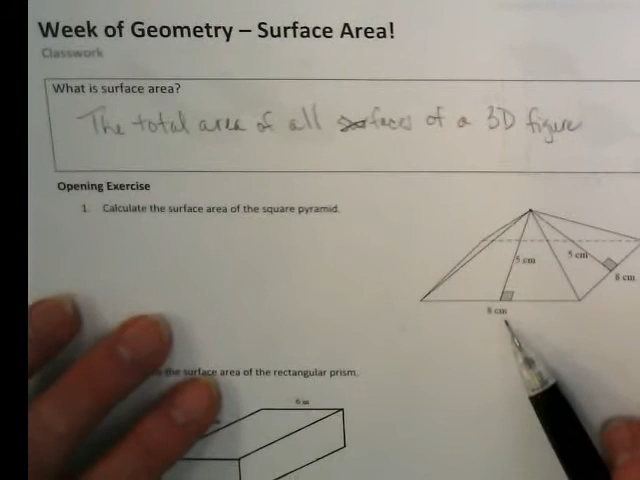 Week of Geometry – Surface Area!
Classwork
What is surface area?
The total area of all faces of a 3D figure
Opening Exercise
1. Calculate the surface area of the square pyramid.
5 cm
5 cm
8 cm
8 cm
the surface area of the rectangular prism.
6 in